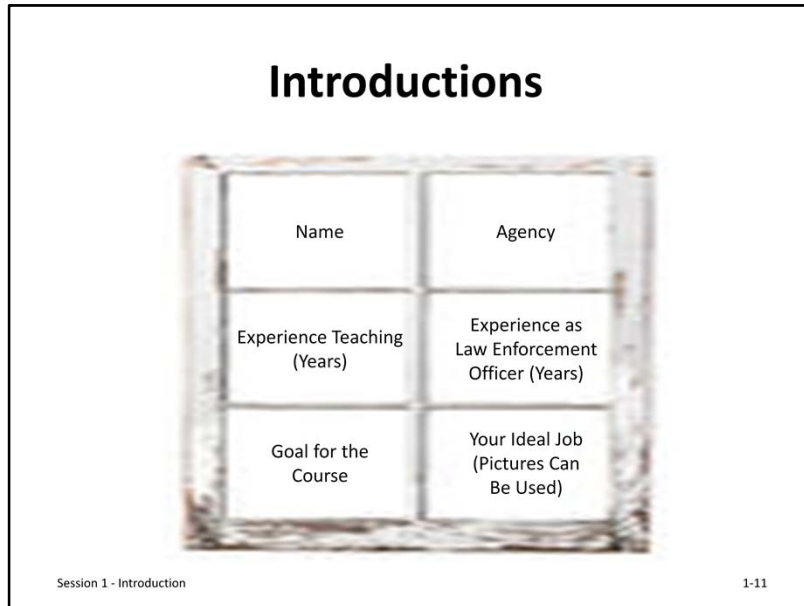 Introductions
Name
Agency
Experience Teaching
(Years)
Experience as
Law Enforcement
Officer (Years)
Goal for the
Course
Your Ideal Job
(Pictures Can
Be Used)
Session 1 - Introduction
1-11